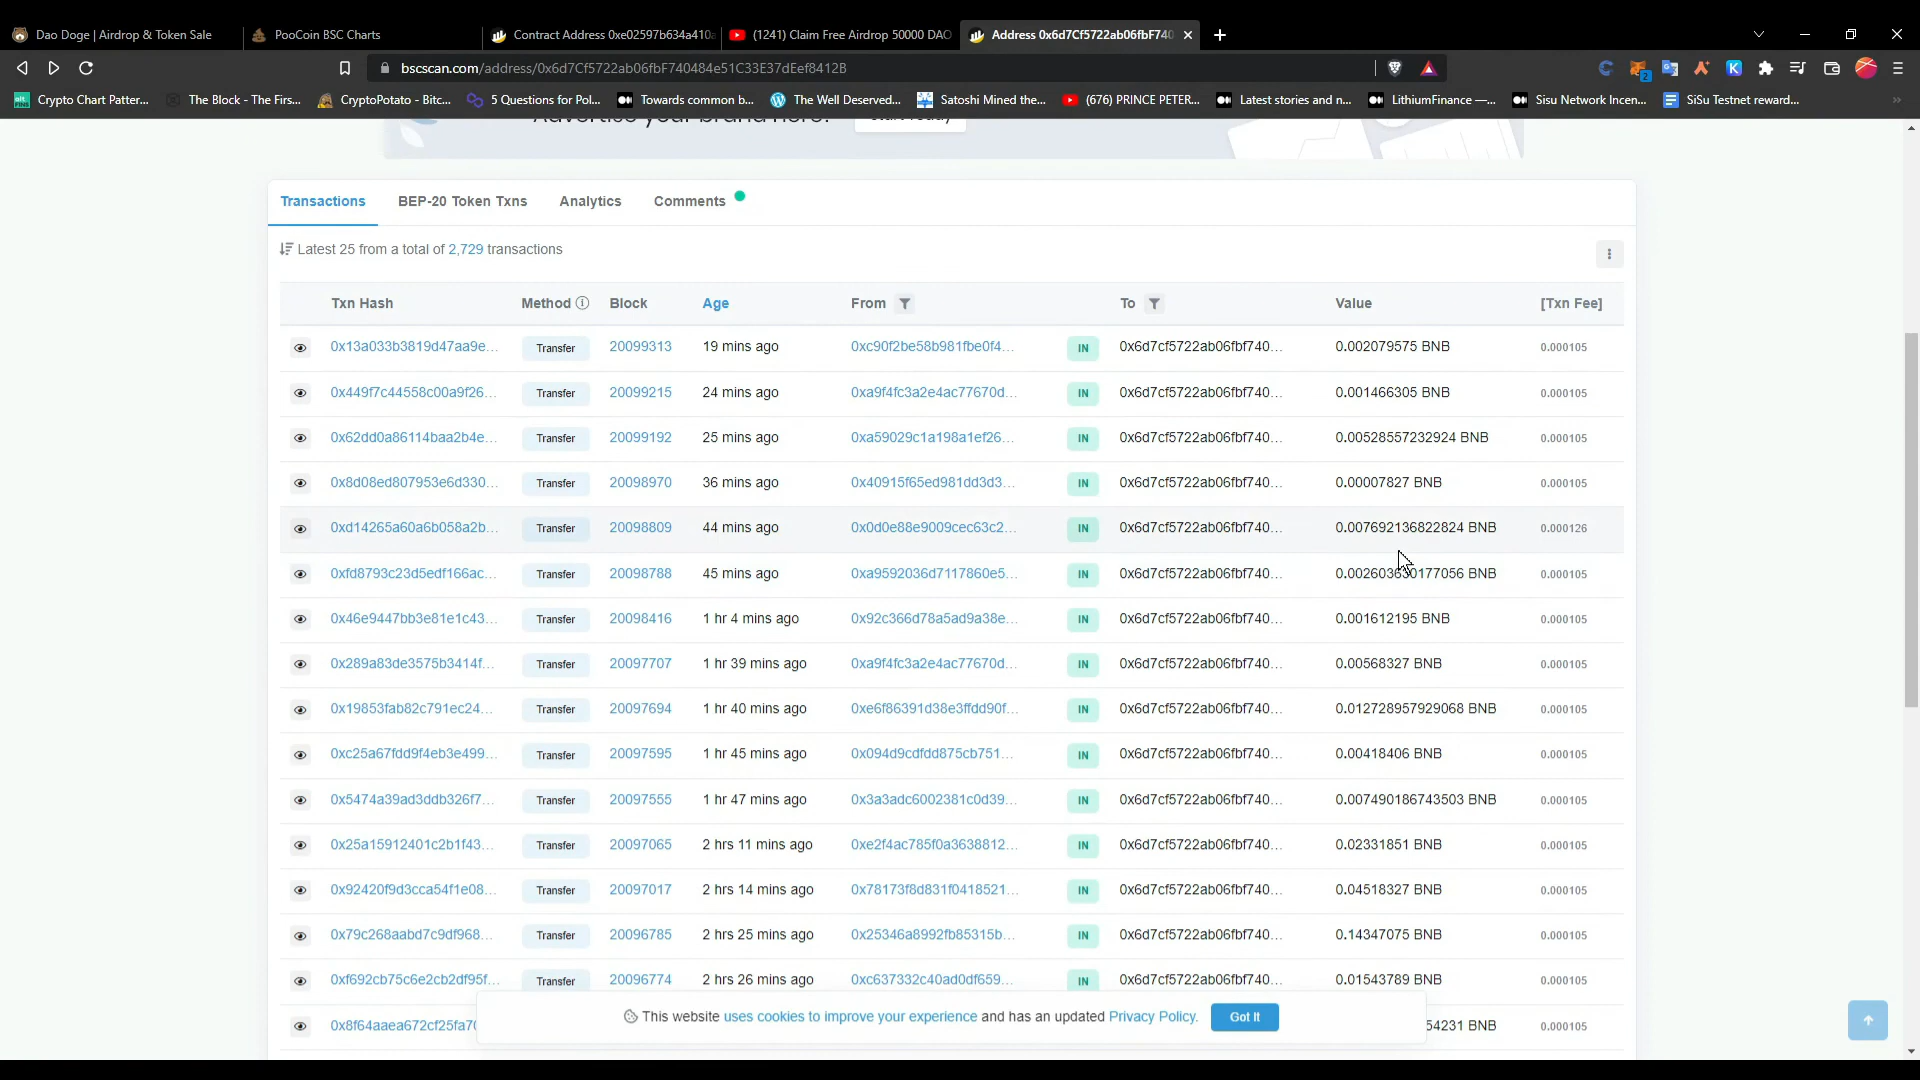 Dao Doge | Airdrop & Token Sale
PooCoin BSC Charts
Contract Address 0xe02597b634a410
(1241) Claim Free Airdrop 50000 DAO
Address 0x6d7Cf5722ab06fbF740
bscscan.com/address/0x6d7Cf5722ab06fbF740484e51C33E37dEef8412B
Crypto Chart Patter...
The Block - The Firs...
CryptoPotato - Bitc...
5 Questions for Pol...
Towards common b...
The Well Deserved...
Satoshi Mined the...
(676) PRINCE PETER...
Latest stories and n...
LithiumFinance —...
Sisu Network Incen...
SiSu Testnet reward...
Advertise your brand here!
Transactions BEP-20 Token Txns Analytics Comments
Latest 25 from a total of 2,729 transactions
Txn Hash Method Block Age From To Value [Txn Fee]
0x13a033b3819d47aa9e... Transfer 20099313 19 mins ago 0xc90f2be58b981fbe0f4... IN 0x6d7cf5722ab06fbf740... 0.002079575 BNB 0.000105
0x449f7c44558c00a9f26... Transfer 20099215 24 mins ago 0xa9f4fc3a2e4ac77670d... IN 0x6d7cf5722ab06fbf740... 0.001466305 BNB 0.000105
0x62dd0a86114baa2b4e... Transfer 20099192 25 mins ago 0xa59029c1a198a1ef26... IN 0x6d7cf5722ab06fbf740... 0.00528557232924 BNB 0.000105
0x8d08ed807953e6d330... Transfer 20098970 36 mins ago 0x40915f65ed981dd3d3... IN 0x6d7cf5722ab06fbf740... 0.00007827 BNB 0.000105
0xd14265a60a6b058a2b... Transfer 20098809 44 mins ago 0x0d0e88e9009cec63c2... IN 0x6d7cf5722ab06fbf740... 0.007692136822824 BNB 0.000126
0xfd8793c23d5edf166ac... Transfer 20098788 45 mins ago 0xa9592036d7117860e5... IN 0x6d7cf5722ab06fbf740... BNB 0.000105
0x46e9447bb3e81e1c43... Transfer 20098416 1 hr 4 mins ago 0x92c366d78a5ad9a38e... IN 0x6d7cf5722ab06fbf740... 0.001612195 BNB 0.000105
0x289a83de3575b3414f... Transfer 20097707 1 hr 39 mins ago 0xa9f4fc3a2e4ac77670d... IN 0x6d7cf5722ab06fbf740... 0.00568327 BNB 0.000105
0x19853fab82c791ec24... Transfer 20097694 1 hr 40 mins ago 0xe6f86391d38e3ffdd90f... IN 0x6d7cf5722ab06fbf740... 0.012728957929068 BNB 0.000105
0xc25a67fdd9f4eb3e499... Transfer 20097595 1 hr 45 mins ago 0x094d9cdfdd875cb751... IN 0x6d7cf5722ab06fbf740... 0.00418406 BNB 0.000105
0x5474a39ad3ddb326f7... Transfer 20097555 1 hr 47 mins ago 0x3a3adc6002381c0d39... IN 0x6d7cf5722ab06fbf740... 0.007490186743503 BNB 0.000105
0x25a15912401c2b1f43... Transfer 20097065 2 hrs 11 mins ago 0xe2f4ac785f0a3638812... IN 0x6d7cf5722ab06fbf740... 0.02331851 BNB 0.000105
0x92420f9d3cca54f1e08... Transfer 20097017 2 hrs 14 mins ago 0x78173f8d831f0418521... IN 0x6d7cf5722ab06fbf740... 0.04518327 BNB 0.000105
0x79c268aabd7c9df968... Transfer 20096785 2 hrs 25 mins ago 0x25346a8992fb85315b... IN 0x6d7cf5722ab06fbf740... 0.14347075 BNB 0.000105
0xf692cb75c6e2cb2df95f... Transfer 20096774 2 hrs 26 mins ago 0xc637332c40ad0df659... IN 0x6d7cf5722ab06fbf740... 0.01543789 BNB 0.000105
0x8f64aaea672cf25fa70 54231 BNB 0.000105
This website uses cookies to improve your experience and has an updated Privacy Policy. Got It